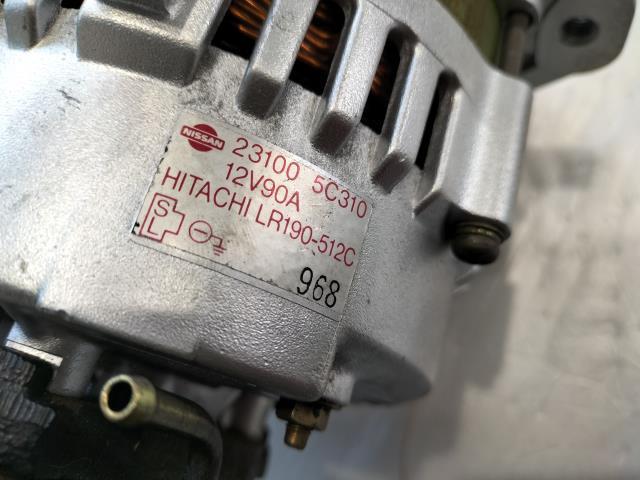 NISSAN 23100 5C310
12V90A
HITACHI LR190-512C
S
L
968